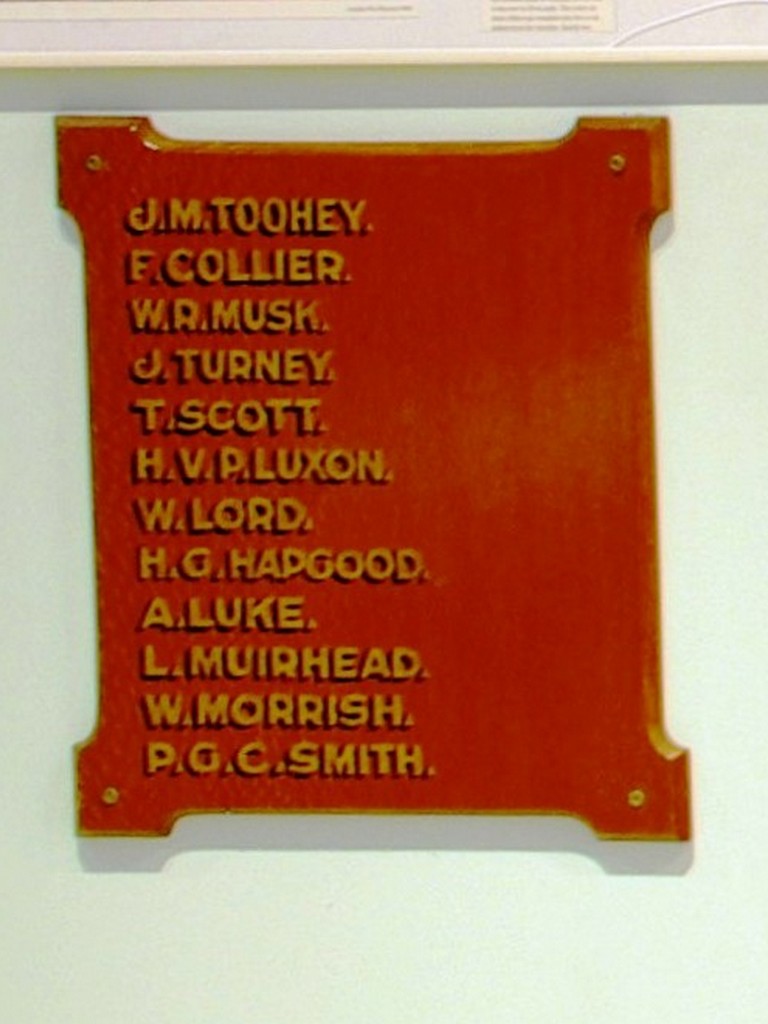 J.M.TOOHEY.
F.COLLIER.
W.R.MUSK.
J.TURNEY.
T.SCOTT.
H.V.P.LUXON.
W.LORD.
H.G.HAPGOOD.
A.LUKE.
L.MUIRHEAD.
W.MORRISH.
P.G.C.SMITH.